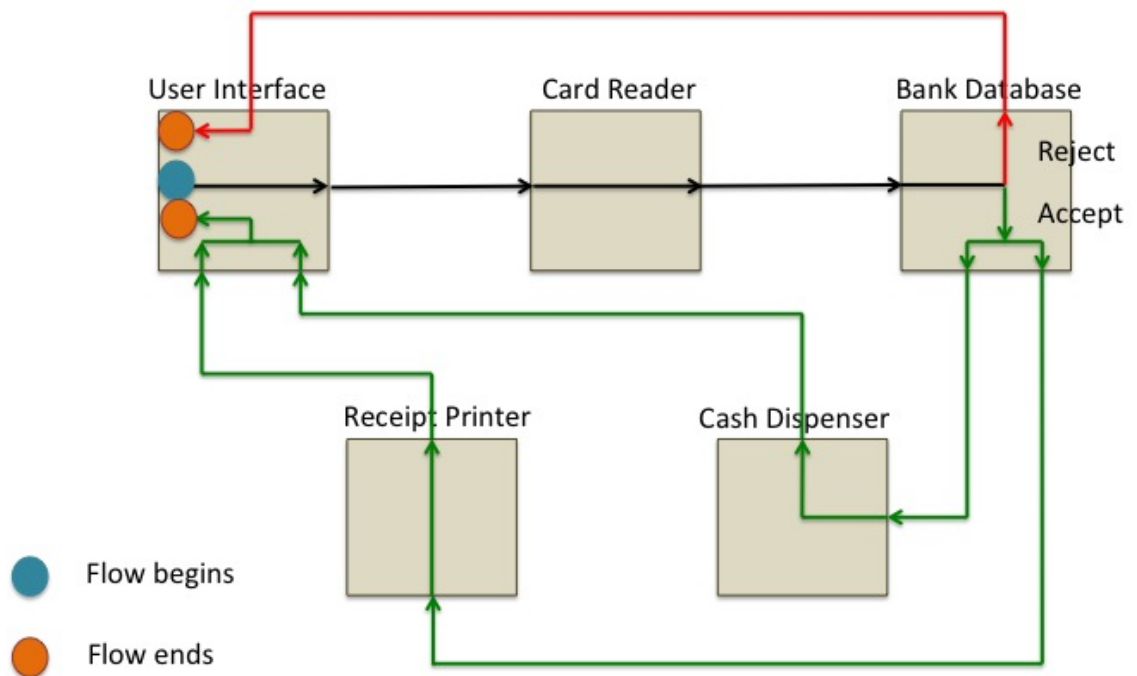 User Interface
Card Reader
Bank Database
Reject
Accept
Receipt Printer
Cash Dispenser
Flow begins
Flow ends